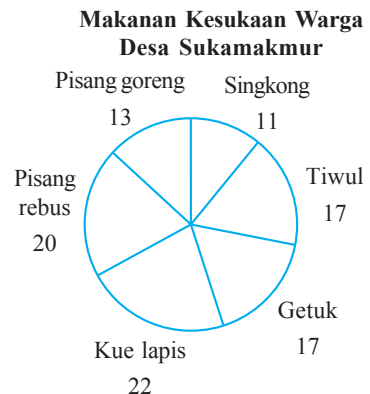 Makanan Kesukaan Warga
Desa Sukamakmur
Pisang goreng
13
Singkong
11
Tiwul
17
Getuk
17
Kue lapis
22
Pisang
rebus
20